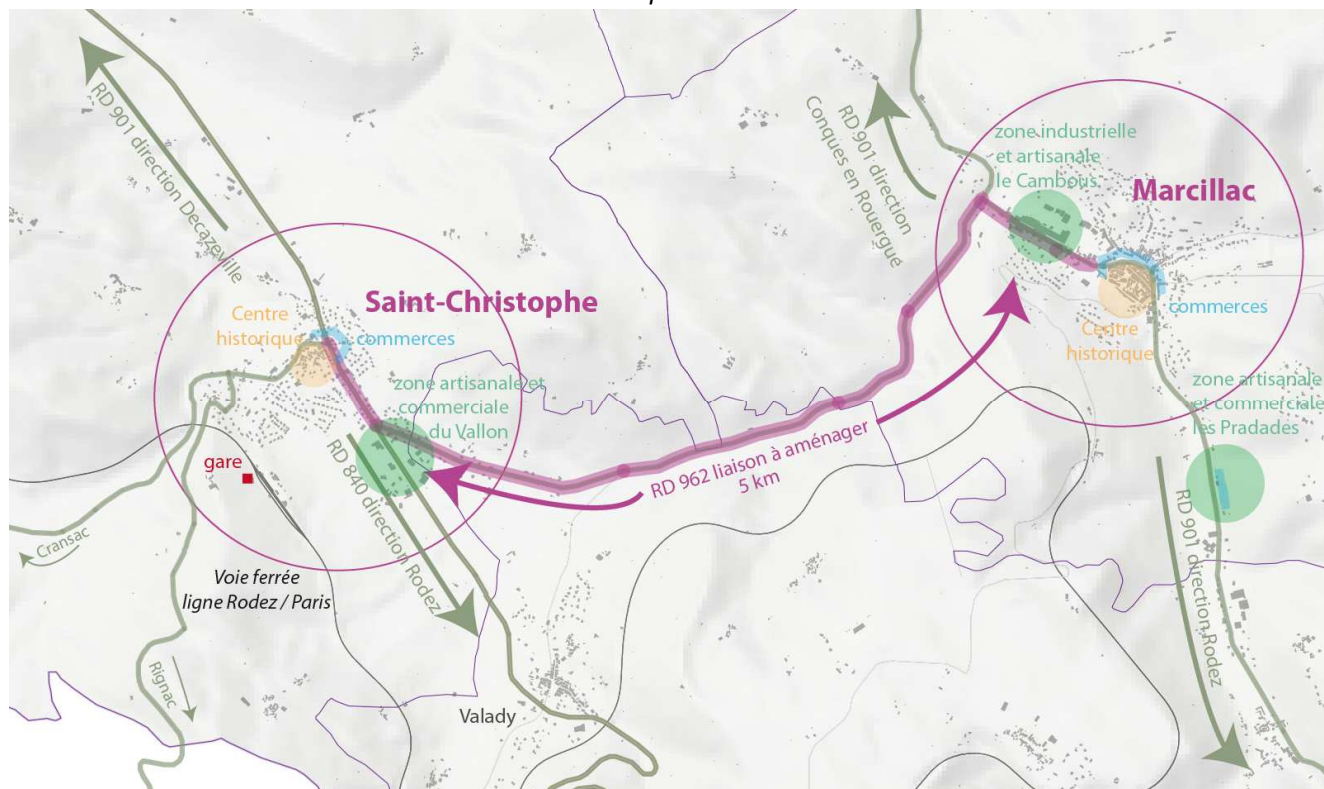 RD 901 direction Decazeville
RD 901 direction
Conques en Rouergue
zone industrielle
et artisanale
le Cambous
Marcillac
Saint-Christophe
Centre
historique
commerces
commerces
Centre
historique
zone artisanale et
commerciale
du Vallon
zone artisanale
et commerciale
les Pradades
gare
RD 840 direction Rodez
RD 962 liaison à aménager
5 km
RD 901 direction Rodez
Cransac
Voie ferrée
ligne Rodez / Paris
Rignac
Valady